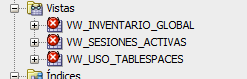 Vistas
VW_INVENTARIO_GLOBAL
VW_SESIONES_ACTIVAS
VW_USO_TABLESPACES
Índices